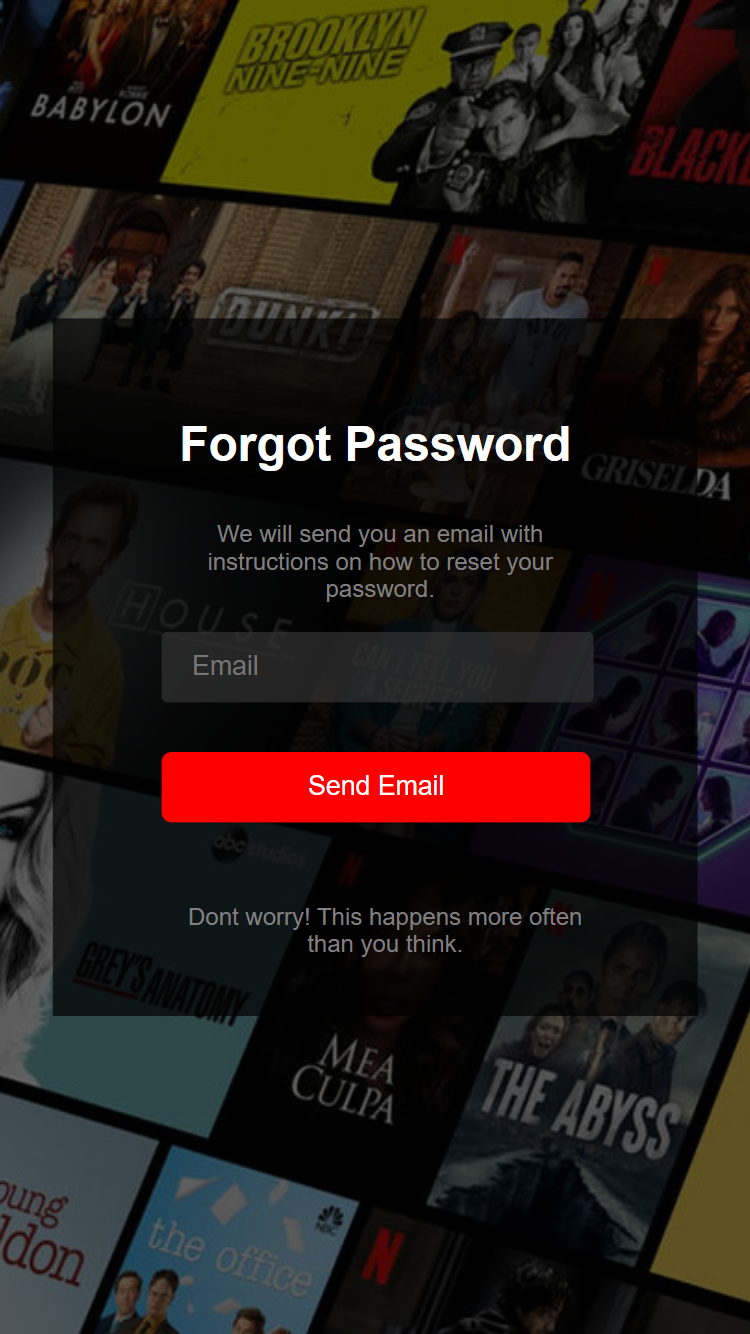 BROOKLYN
NINE-NINE
BABYLON
BLACK
DUNK!
NYC
GRISELDA
Forgot Password
We will send you an email with
instructions on how to reset your
password.
HOUSE
Email
CAN I TELL YOU
A SECRET?
Send Email
abc studios
Dont worry! This happens more often
than you think.
GREY'S ANATOMY
MEA
CULPA
THE ABYSS
oung
ldon
the office
NBC
N